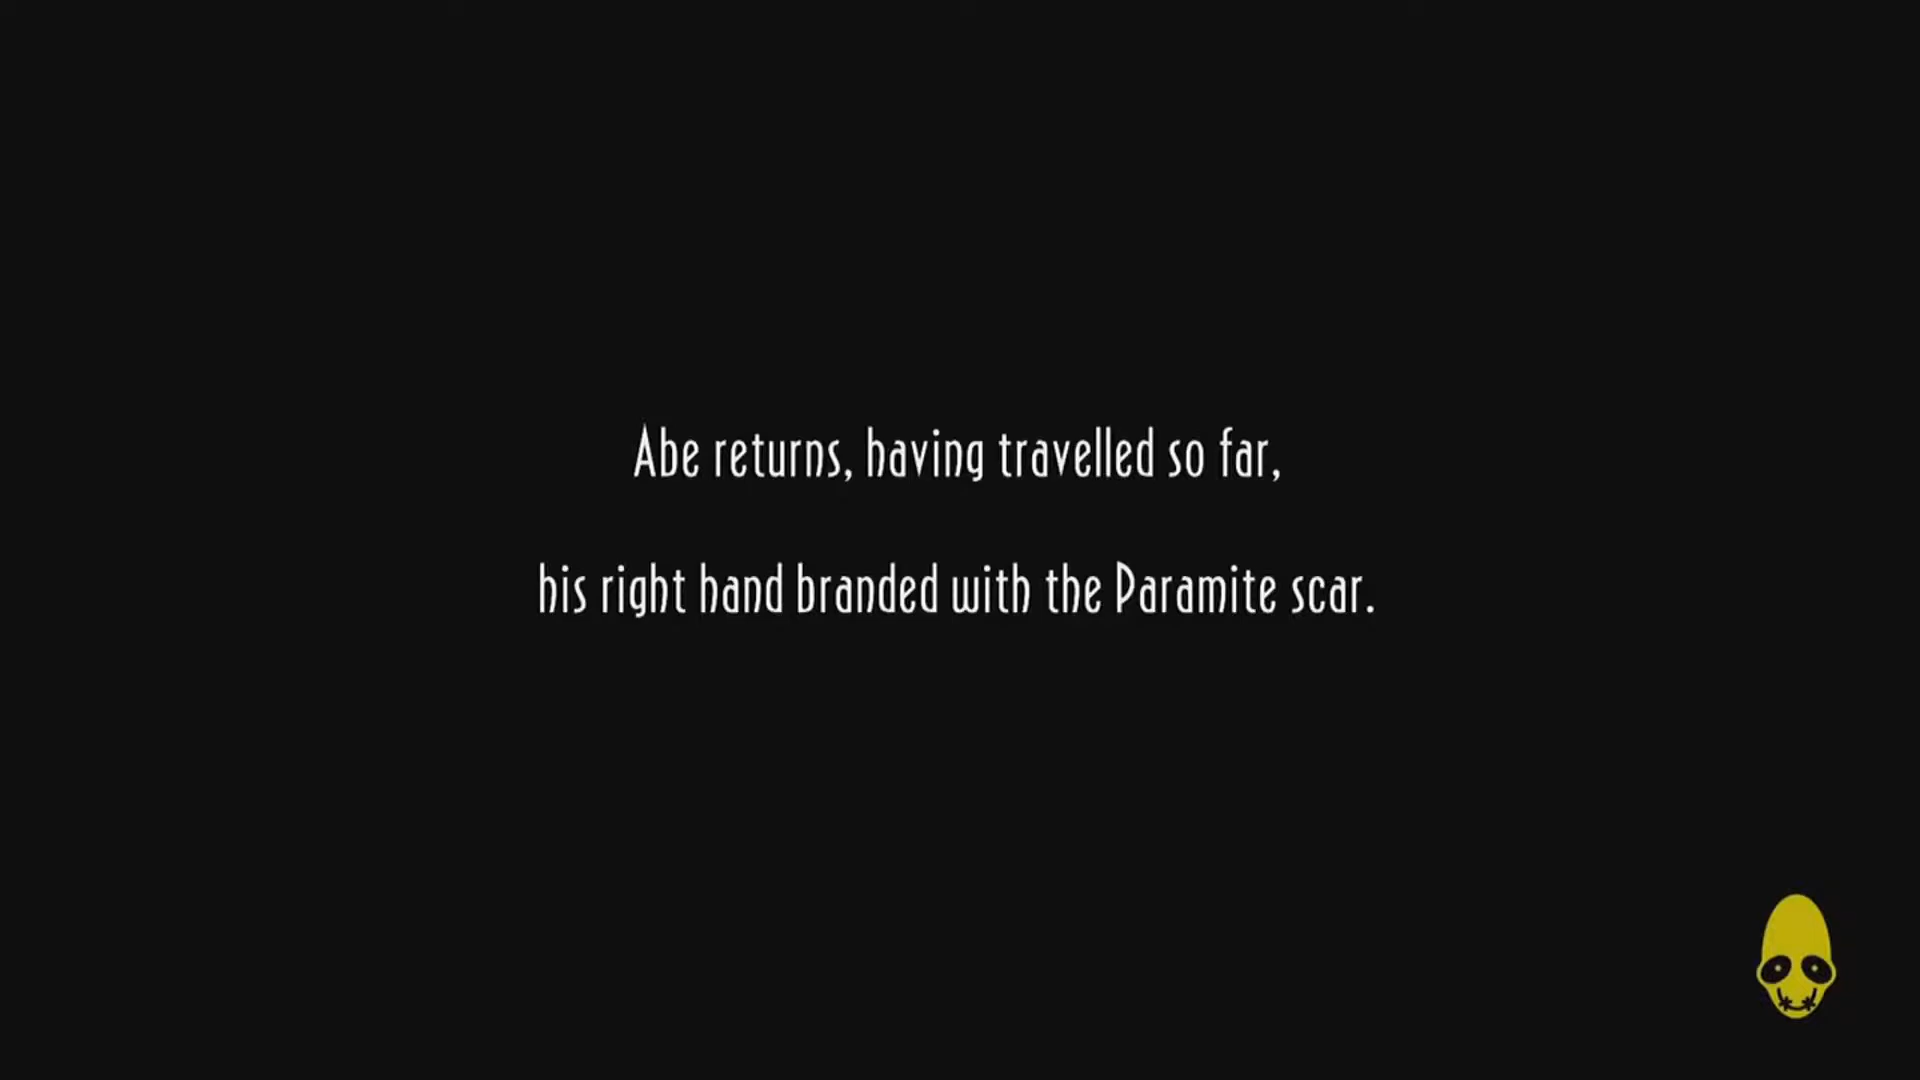 Abe returns, having travelled so far,
his right hand branded with the Paramite scar.